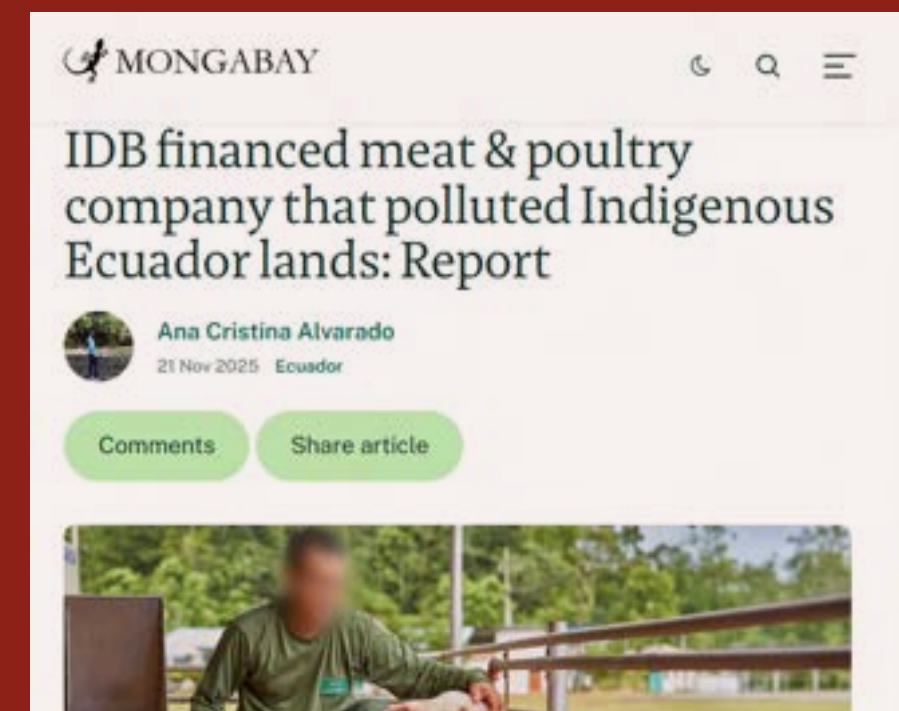 MONGABAY
IDB financed meat & poultry
company that polluted Indigenous
Ecuador lands: Report
Ana Cristina Alvarado
21 Nov 2025 Ecuador
Comments Share article